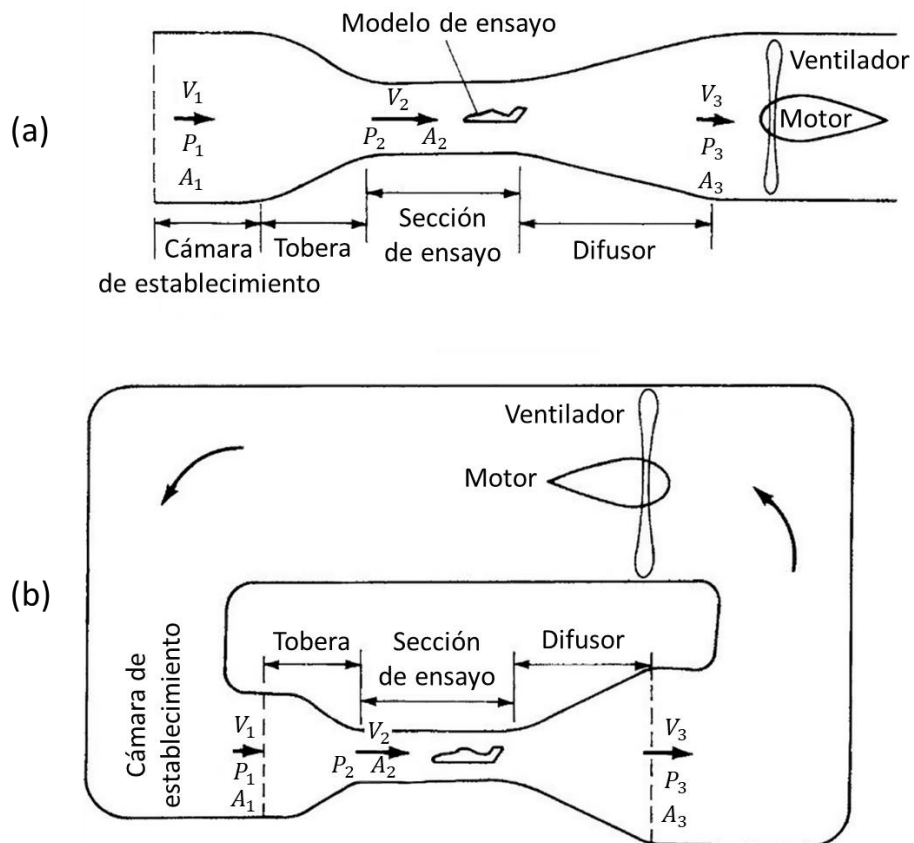 (a)
Modelo de ensayo
Ventilador
Motor
V₁
P₁
A₁
V₂
P₂ A₂
V₃
P₃
A₃
Cámara
de establecimiento
Tobera
Sección
de ensayo
Difusor
(b)
Ventilador
Motor
Cámara de
establecimiento
Tobera
Sección
de ensayo
Difusor
V₁
P₁
A₁
V₂
P₂ A₂
V₃
P₃
A₃